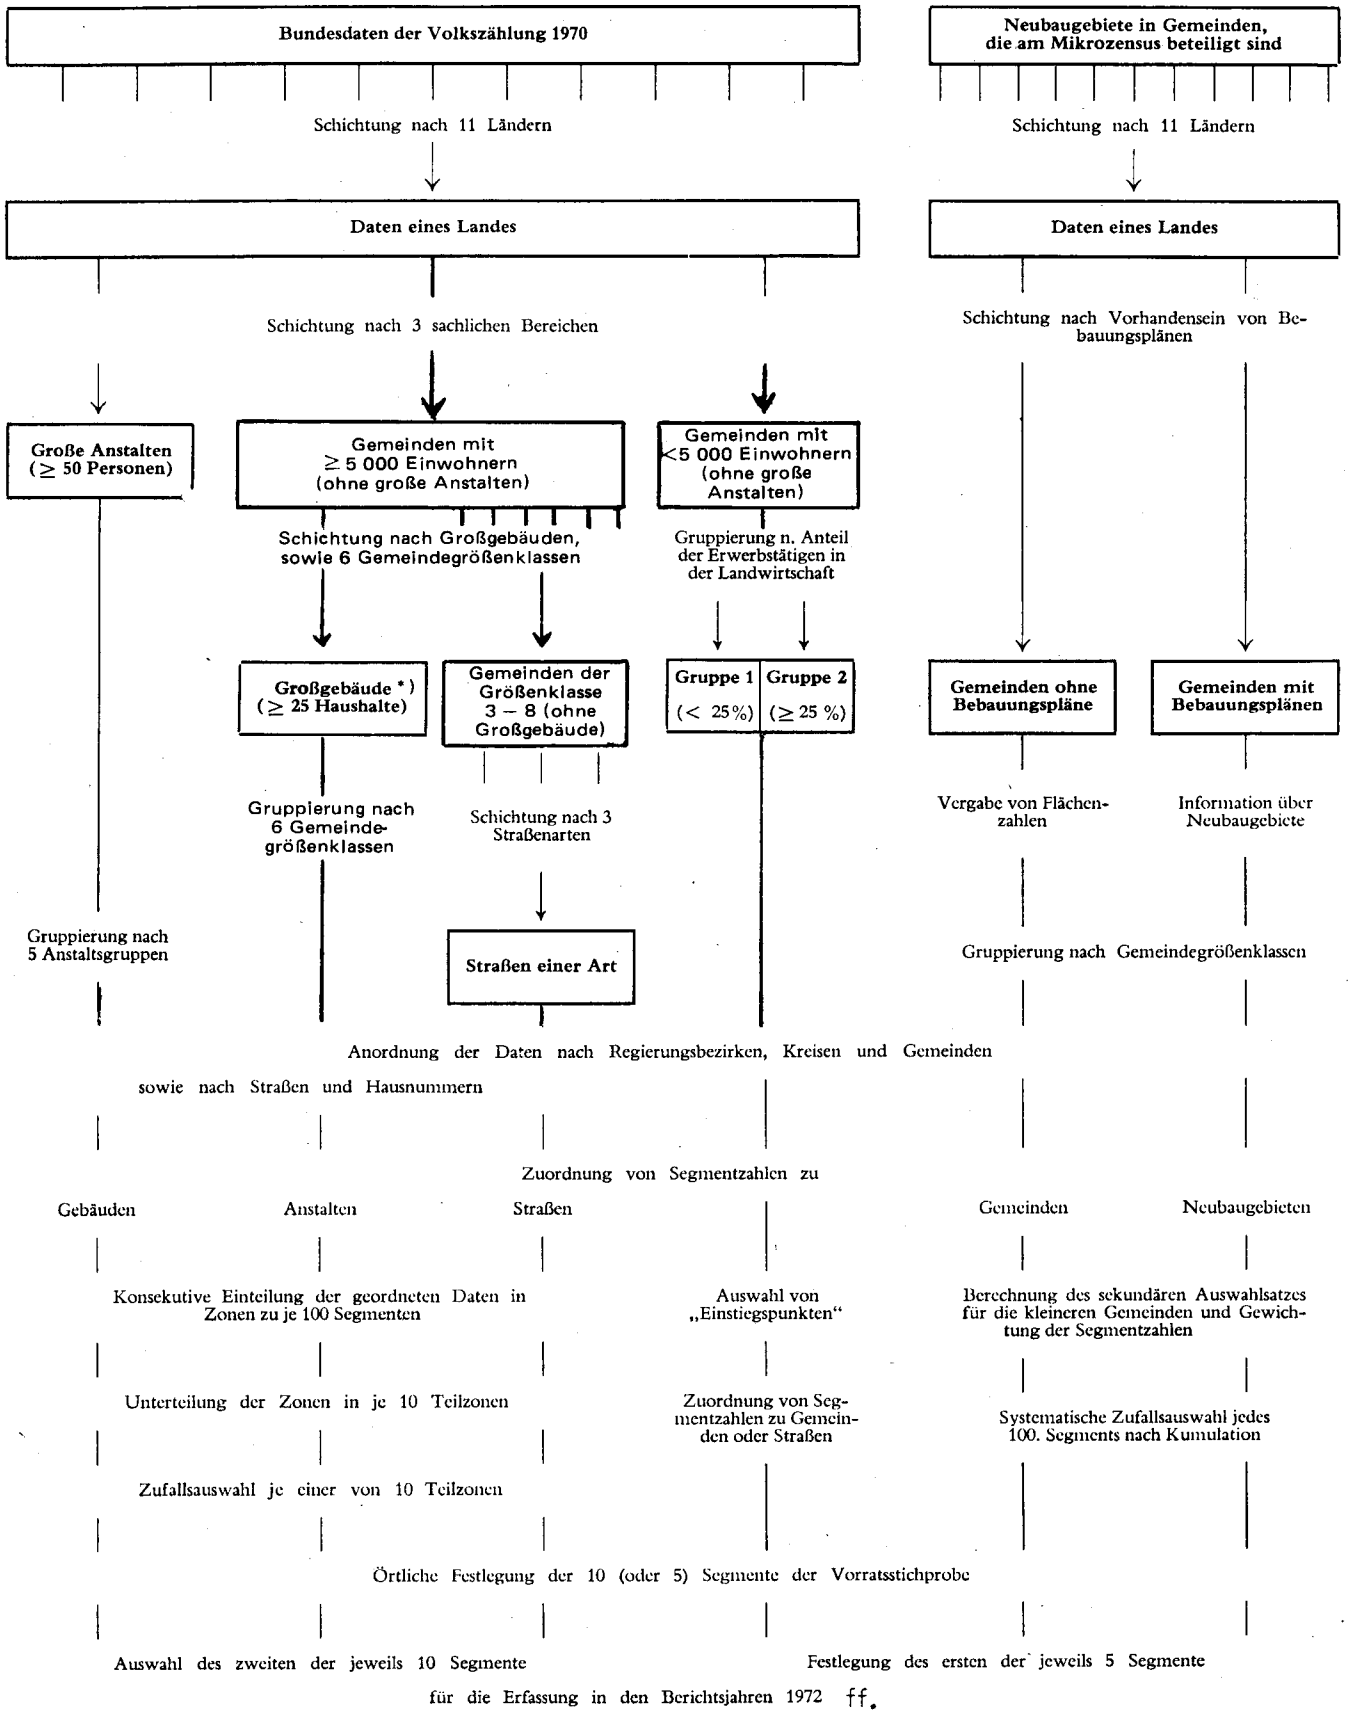 Bundesdaten der Volkszählung 1970
Neubaugebiete in Gemeinden,
die am Mikrozensus beteiligt sind
Schichtung nach 11 Ländern
Schichtung nach 11 Ländern
Daten eines Landes
Daten eines Landes
Schichtung nach 3 sachlichen Bereichen
Schichtung nach Vorhandensein von Be-
bauungsplänen
Große Anstalten
(≥ 50 Personen)
Gemeinden mit
≥ 5 000 Einwohnern
(ohne große Anstalten)
Gemeinden mit
<5 000 Einwohnern
(ohne große
Anstalten)
Schichtung nach Großgebäuden,
sowie 6 Gemeindegrößenklassen
Gruppierung n. Anteil
der Erwerbstätigen in
der Landwirtschaft
Großgebäude *)
(≥ 25 Haushalte)
Gemeinden der
Größenklasse
3 – 8 (ohne
Großgebäude)
Gruppe 1
(< 25%)
Gruppe 2
(≥ 25 %)
Gemeinden ohne
Bebauungspläne
Gemeinden mit
Bebauungsplänen
Gruppierung nach
6 Gemeinde-
größenklassen
Schichtung nach 3
Straßenarten
Vergabe von Flächen-
zahlen
Information über
Neubaugebiete
Gruppierung nach
5 Anstaltsgruppen
Straßen einer Art
Gruppierung nach Gemeindegrößenklassen
Anordnung der Daten nach Regierungsbezirken, Kreisen und Gemeinden
sowie nach Straßen und Hausnummern
Zuordnung von Segmentzahlen zu
Gebäuden
Anstalten
Straßen
Gemeinden
Neubaugebieten
Konsekutive Einteilung der geordneten Daten in
Zonen zu je 100 Segmenten
Auswahl von
„Einstiegspunkten“
Berechnung des sekundären Auswahlsatzes
für die kleineren Gemeinden und Gewich-
tung der Segmentzahlen
Unterteilung der Zonen in je 10 Teilzonen
Zuordnung von Seg-
mentzahlen zu Gemein-
den oder Straßen
Systematische Zufallsauswahl jedes
100. Segments nach Kumulation
Zufallsauswahl je einer von 10 Teilzonen
Örtliche Festlegung der 10 (oder 5) Segmente der Vorratsstichprobe
Auswahl des zweiten der jeweils 10 Segmente
Festlegung des ersten der jeweils 5 Segmente
für die Erfassung in den Berichtsjahren 1972 ff.